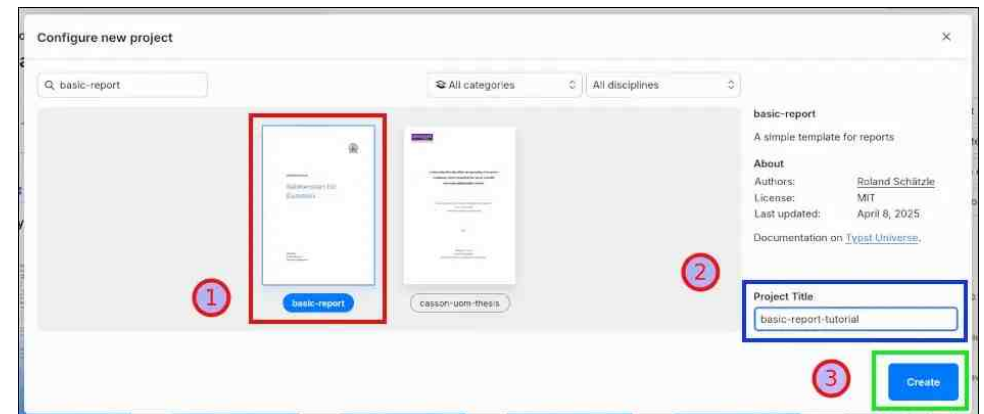 Configure new project
basic-report
All categories
All disciplines
basic-report
casson-uom-thesis
1
2
3
basic-report
A simple template for reports
About
Authors: Roland Schätzle
License: MIT
Last updated: April 8, 2025
Documentation on Typst Universe.
Project Title
basic-report-tutorial
Create